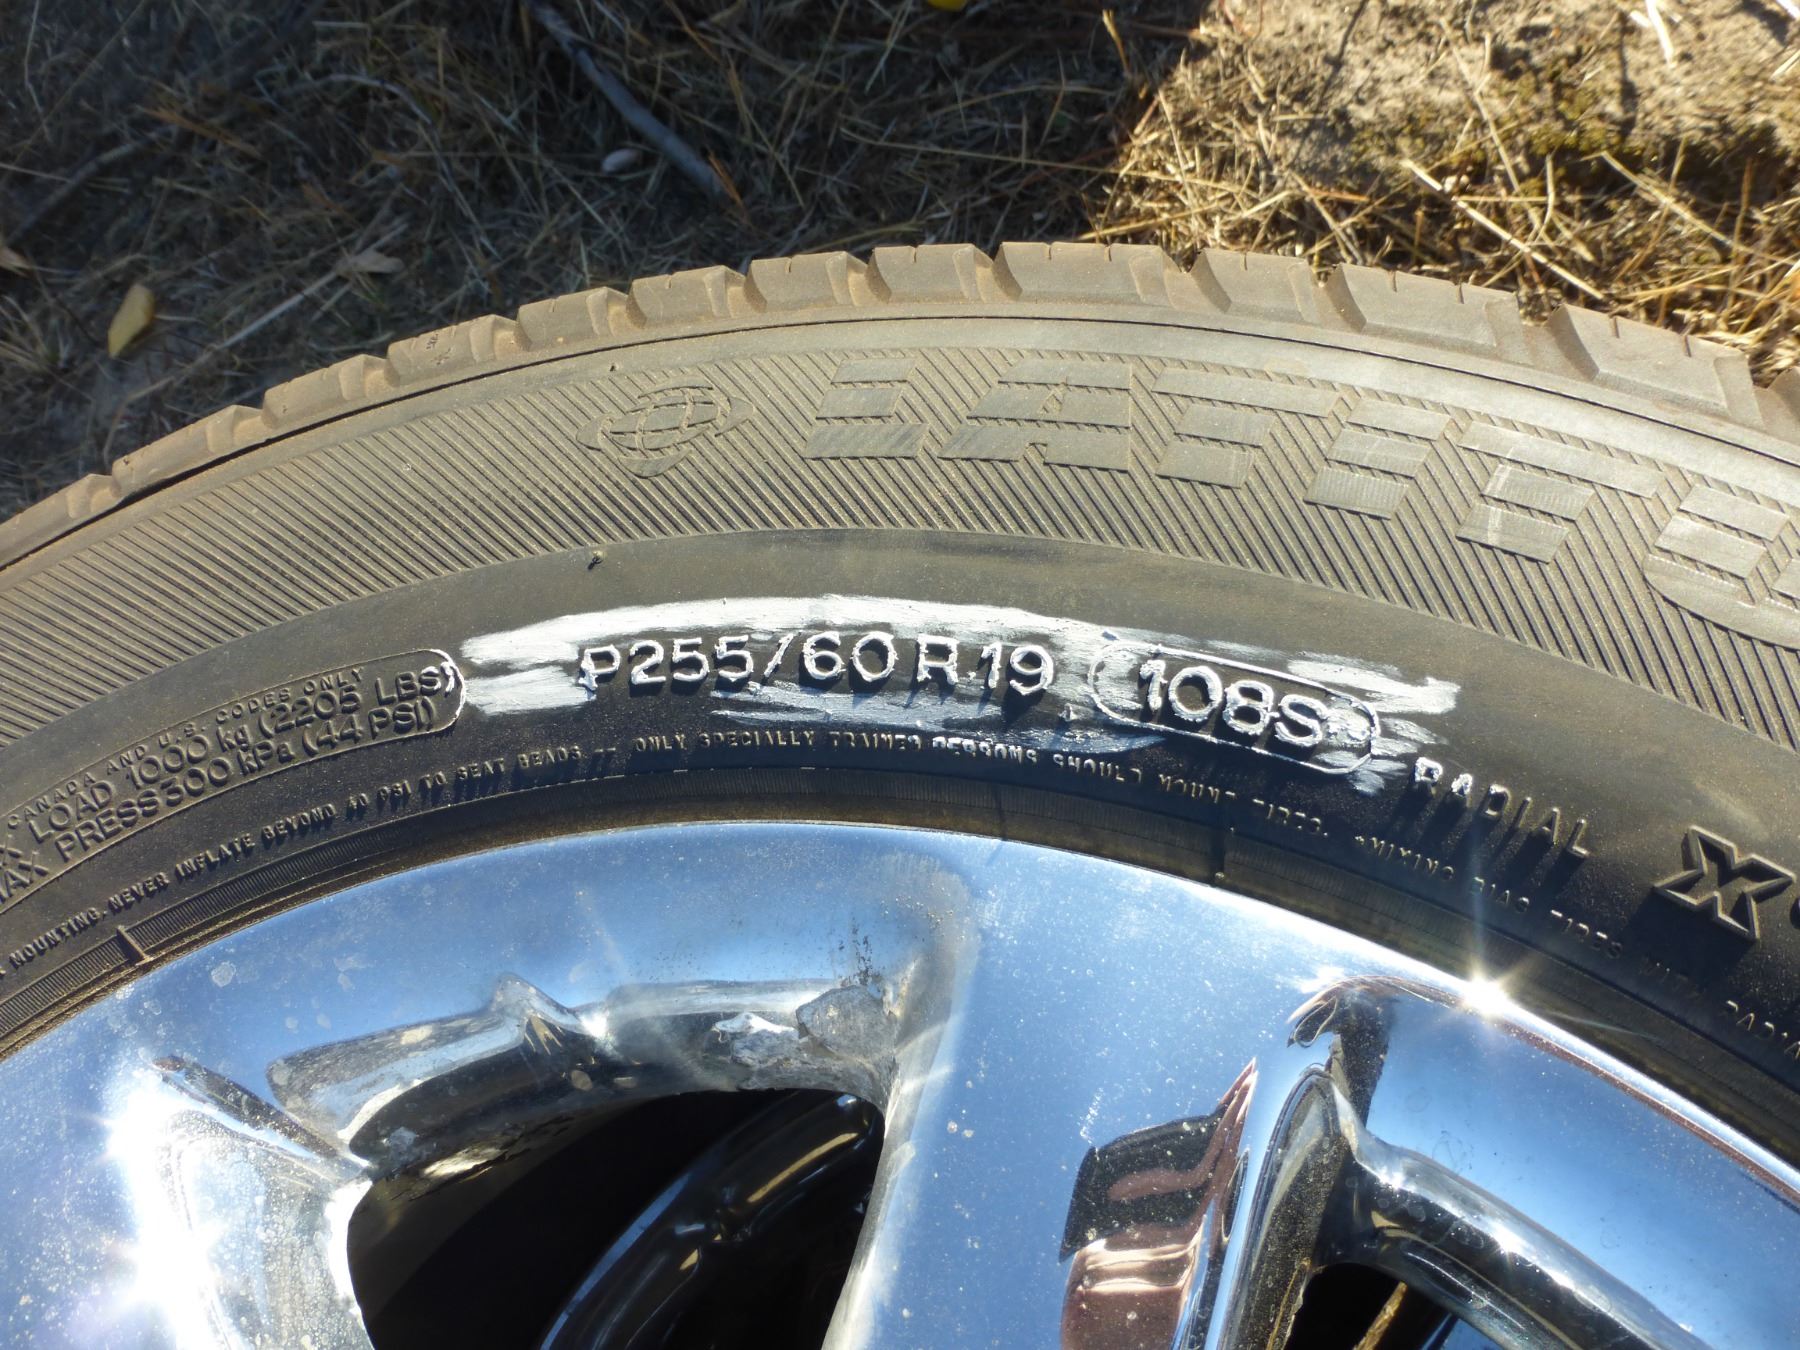 LATITU
P255/60 R 19 108S
RADIAL X
CANADA AND U.S. CODES ONLY
X LOAD 1000 kg (2205 LBS)
MAX PRESS 300 kPa (44 PSI)
MOUNTING. NEVER INFLATE BEYOND 40 PSI TO SEAT BEADS - ONLY SPECIALLY TRAINED PERSONS SHOULD MOUNT TIRES. MIXING BIAS TIRES WITH RADIA